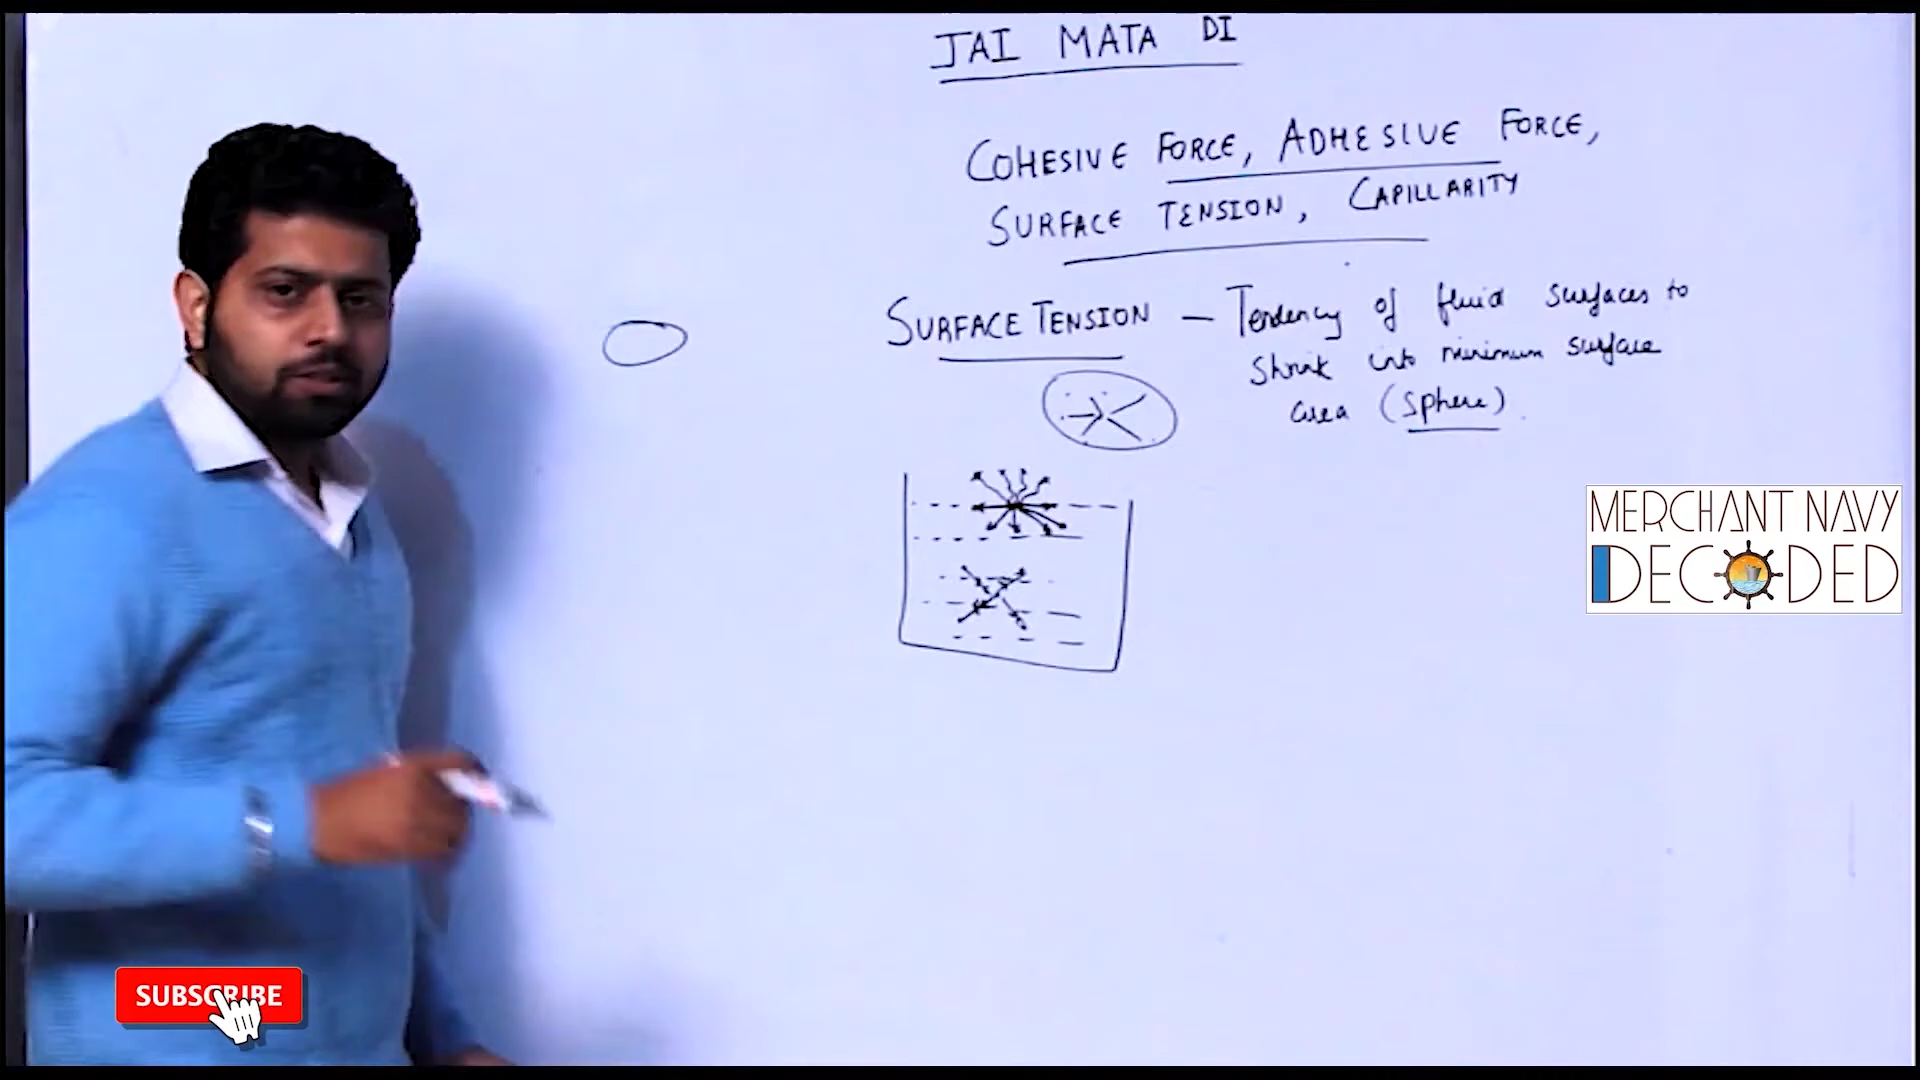 JAI MATA DI
COHESIVE FORCE, ADHESIVE FORCE,
SURFACE TENSION, CAPILLARITY
SURFACE TENSION — Tendency of fluid surfaces to
Shrink into minimum surface
area (Sphere).
MERCHANT NAVY
DECODED
SUBSCRIBE